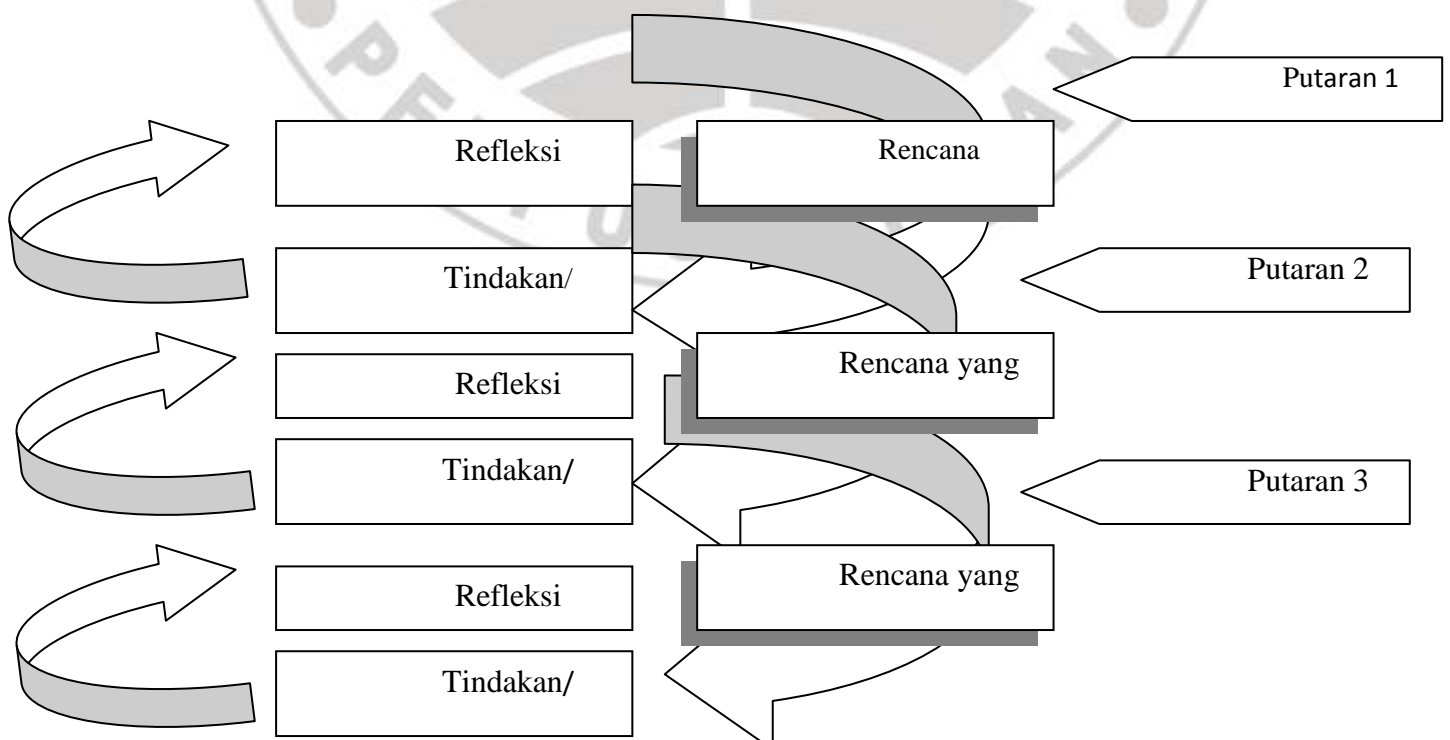 Putaran 1
Refleksi
Rencana
Tindakan/
Putaran 2
Rencana yang
Refleksi
Tindakan/
Putaran 3
Rencana yang
Refleksi
Tindakan/